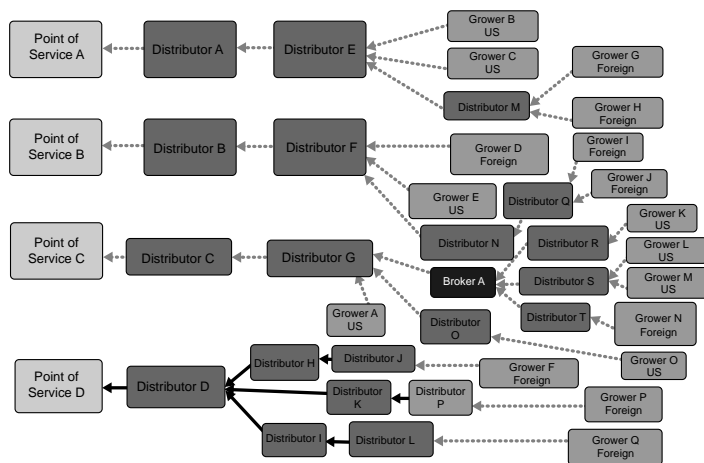 Point of
Service A
Distributor A
Distributor E
Grower B
US
Grower C
US
Distributor M
Grower G
Foreign
Grower H
Foreign
Point of
Service B
Distributor B
Distributor F
Grower D
Foreign
Grower E
US
Distributor N
Distributor Q
Grower I
Foreign
Grower J
Foreign
Point of
Service C
Distributor C
Distributor G
Grower A
US
Broker A
Distributor O
Distributor R
Distributor S
Distributor T
Grower K
US
Grower L
US
Grower M
US
Grower N
Foreign
Grower O
US
Point of
Service D
Distributor D
Distributor H
Distributor J
Grower F
Foreign
Distributor
K
Distributor
P
Grower P
Foreign
Distributor I
Distributor L
Grower Q
Foreign